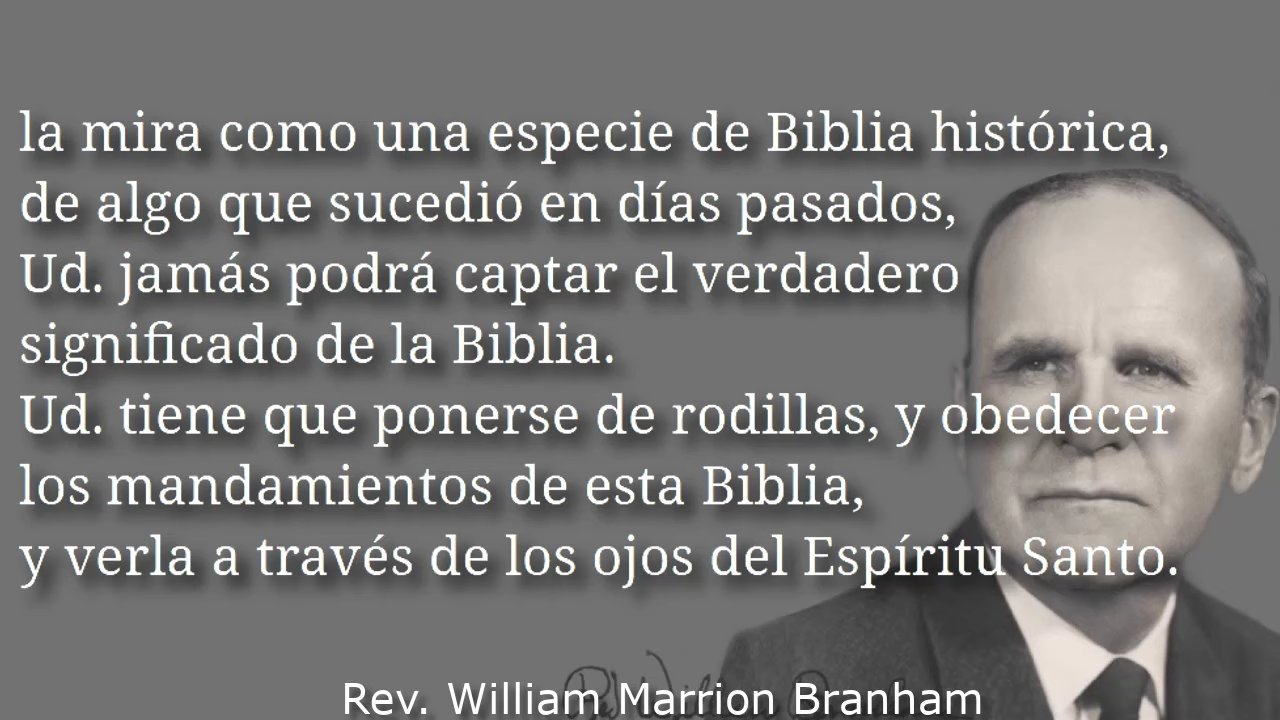 la mira como una especie de Biblia histórica,
de algo que sucedió en días pasados,
Ud. jamás podrá captar el verdadero
significado de la Biblia.
Ud. tiene que ponerse de rodillas, y obedecer
los mandamientos de esta Biblia,
y verla a través de los ojos del Espíritu Santo.
Rev. William Marrion Branham